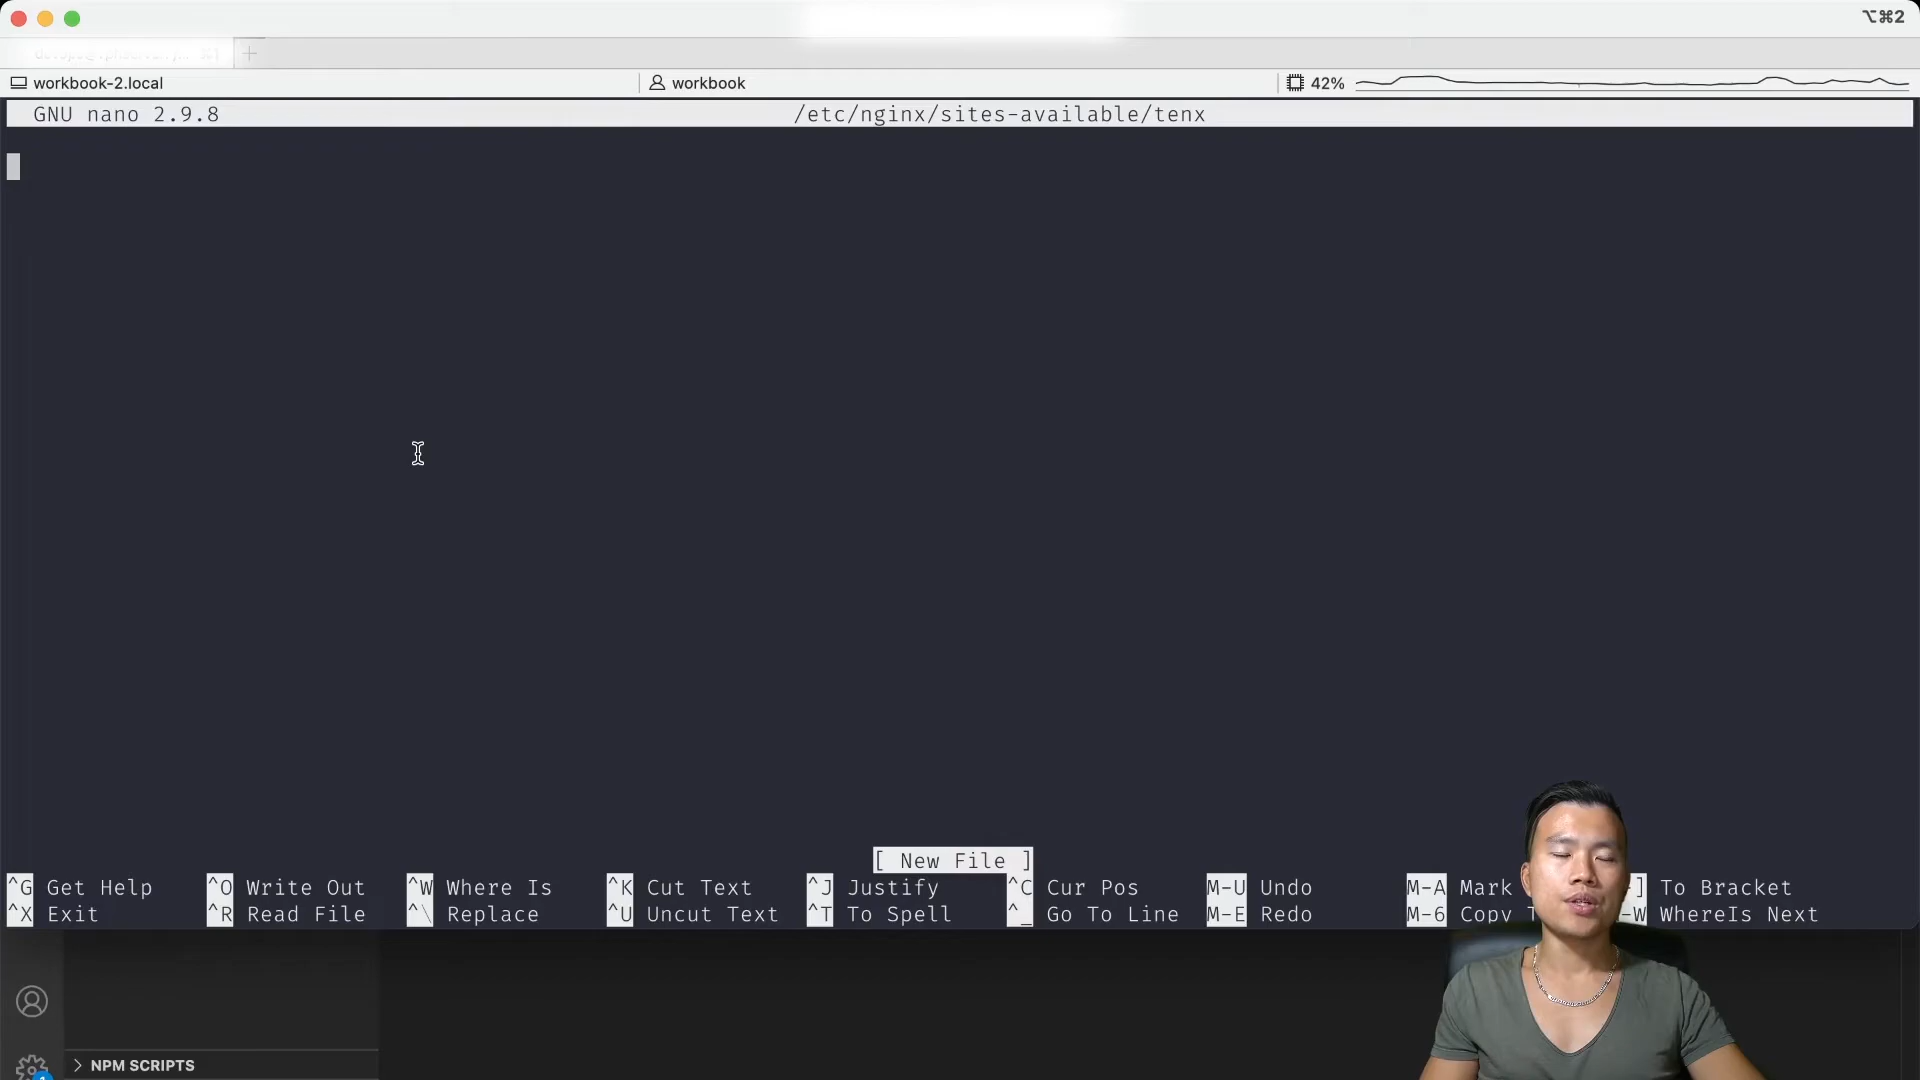 ⌥⌘2
workbook-2.local
workbook
42%
GNU nano 2.9.8 /etc/nginx/sites-available/tenx
[ New File ]
^G Get Help ^O Write Out ^W Where Is ^K Cut Text ^J Justify ^C Cur Pos M-U Undo M-A Mark ] To Bracket
^X Exit ^R Read File ^\ Replace ^U Uncut Text ^T To Spell ^_ Go To Line M-E Redo M-6 Copy -W WhereIs Next
NPM SCRIPTS